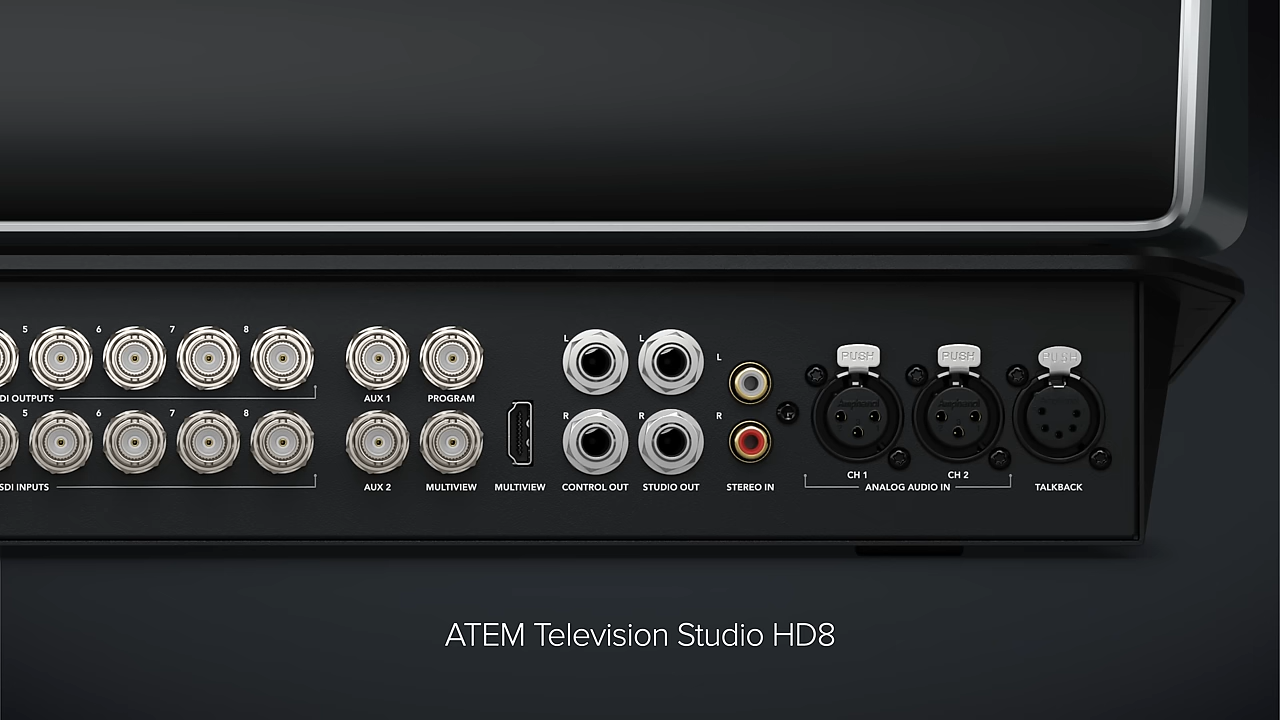 5 6 7 8
DI OUTPUTS
AUX 1
PROGRAM
5 6 7 8
SDI INPUTS
AUX 2
MULTIVIEW
MULTIVIEW
L
R
CONTROL OUT
L
R
STUDIO OUT
L
R
STEREO IN
PUSH
PUSH
PUSH
CH 1
CH 2
ANALOG AUDIO IN
TALKBACK
ATEM Television Studio HD8